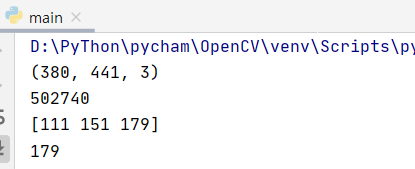 main
D:\PyThon\pycham\OpenCV\venv\Scripts\py
(380, 441, 3)
502740
[111 151 179]
179